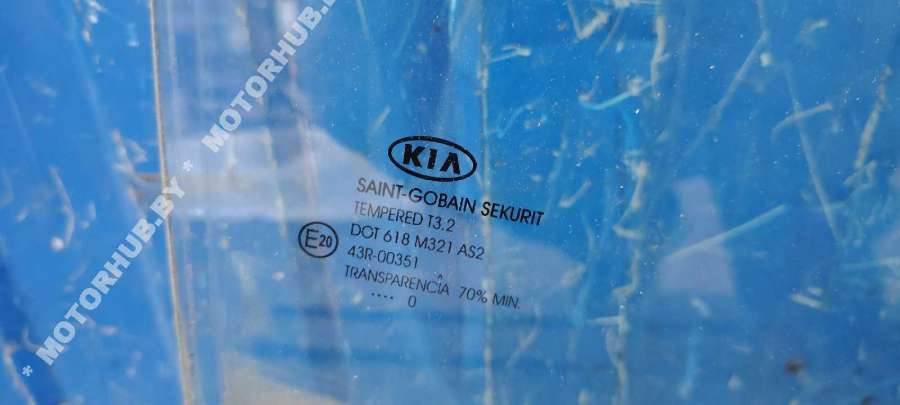 KIA
SAINT-GOBAIN SEKURIT
TEMPERED T3.2
DOT 618 M321 AS2
E20
43R-00351
TRANSPARENCIA 70% MIN.
.... 0
* MOTORHUB.BY * MOTORHUB.BY